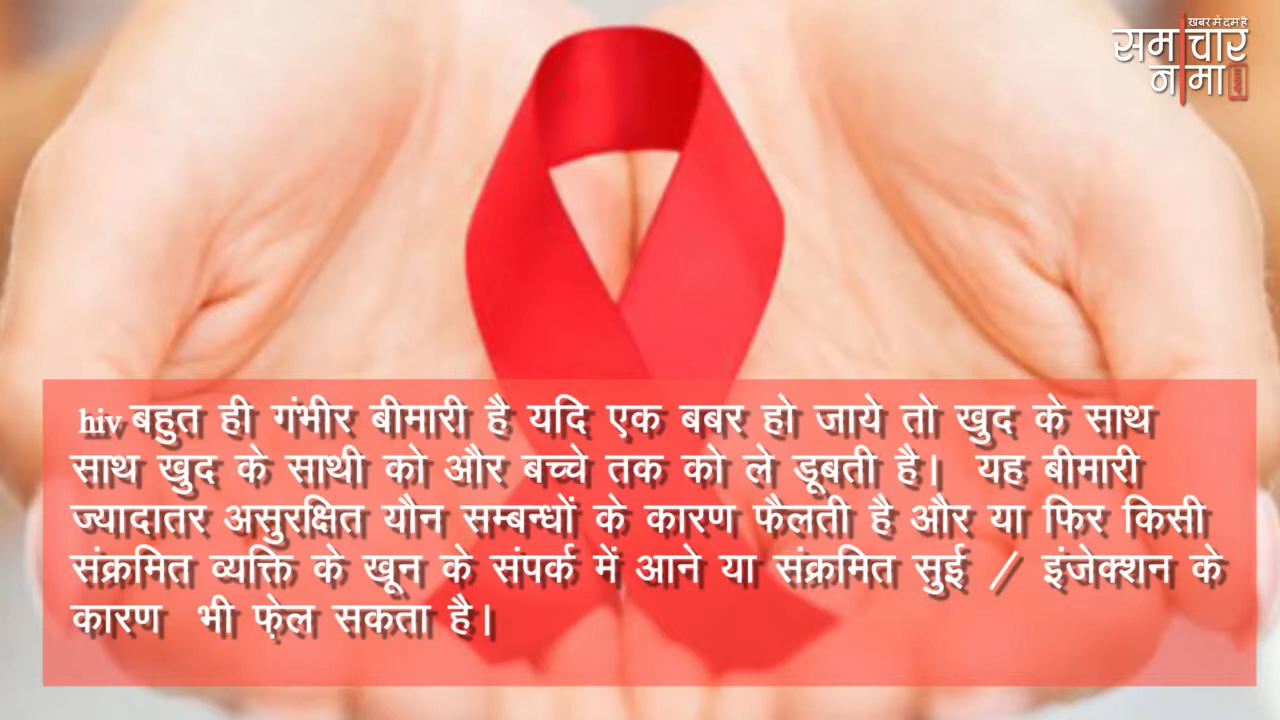 खबर में दम है
समाचार
नामा
.com
hiv बहुत ही गंभीर बीमारी है यदि एक बबर हो जाये तो खुद के साथ
साथ खुद के साथी को और बच्चे तक को ले डूबती है। यह बीमारी
ज्यादातर असुरक्षित यौन सम्बन्धों के कारण फैलती है और या फिर किसी
संक्रमित व्यक्ति के खून के संपर्क में आने या संक्रमित सुई / इंजेक्शन के
कारण भी फ़ेल सकता है।